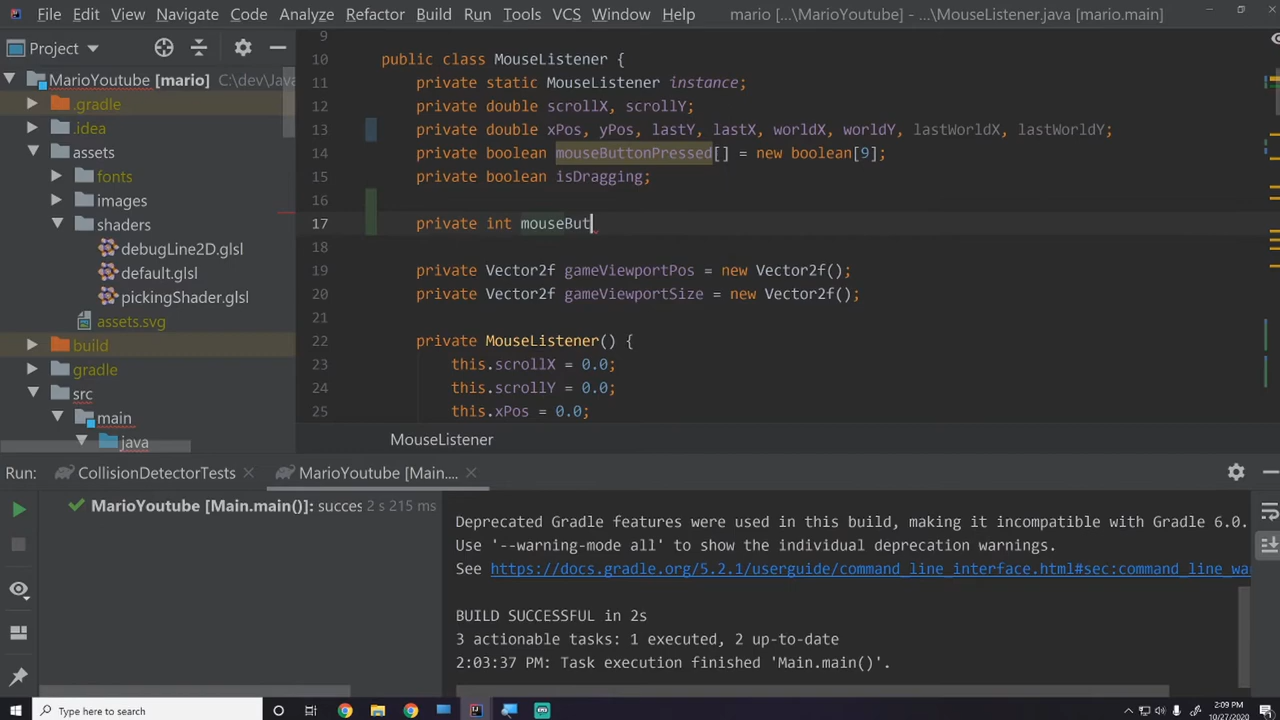 File Edit View Navigate Code Analyze Refactor Build Run Tools VCS Window Help mario [...\MarioYoutube] - ...\MouseListener.java [mario.main]
Project
MarioYoutube [mario] C:\dev\Java
.gradle
.idea
assets
fonts
images
shaders
debugLine2D.glsl
default.glsl
pickingShader.glsl
assets.svg
build
gradle
src
main
java
9
10 public class MouseListener {
11 private static MouseListener instance;
12 private double scrollX, scrollY;
13 private double xPos, yPos, lastY, lastX, worldX, worldY, lastWorldX, lastWorldY;
14 private boolean mouseButtonPressed[] = new boolean[9];
15 private boolean isDragging;
16
17 private int mouseBut
18
19 private Vector2f gameViewportPos = new Vector2f();
20 private Vector2f gameViewportSize = new Vector2f();
21
22 private MouseListener() {
23 this.scrollX = 0.0;
24 this.scrollY = 0.0;
25 this.xPos = 0.0;
MouseListener
Run: CollisionDetectorTests MarioYoutube [Main....
MarioYoutube [Main.main()]: succes 2 s 215 ms
Deprecated Gradle features were used in this build, making it incompatible with Gradle 6.0.
Use '--warning-mode all' to show the individual deprecation warnings.
See https://docs.gradle.org/5.2.1/userguide/command_line_interface.html#sec:command_line_wa
BUILD SUCCESSFUL in 2s
3 actionable tasks: 1 executed, 2 up-to-date
2:03:37 PM: Task execution finished 'Main.main()'.
Type here to search
2:09 PM
10/27/2020